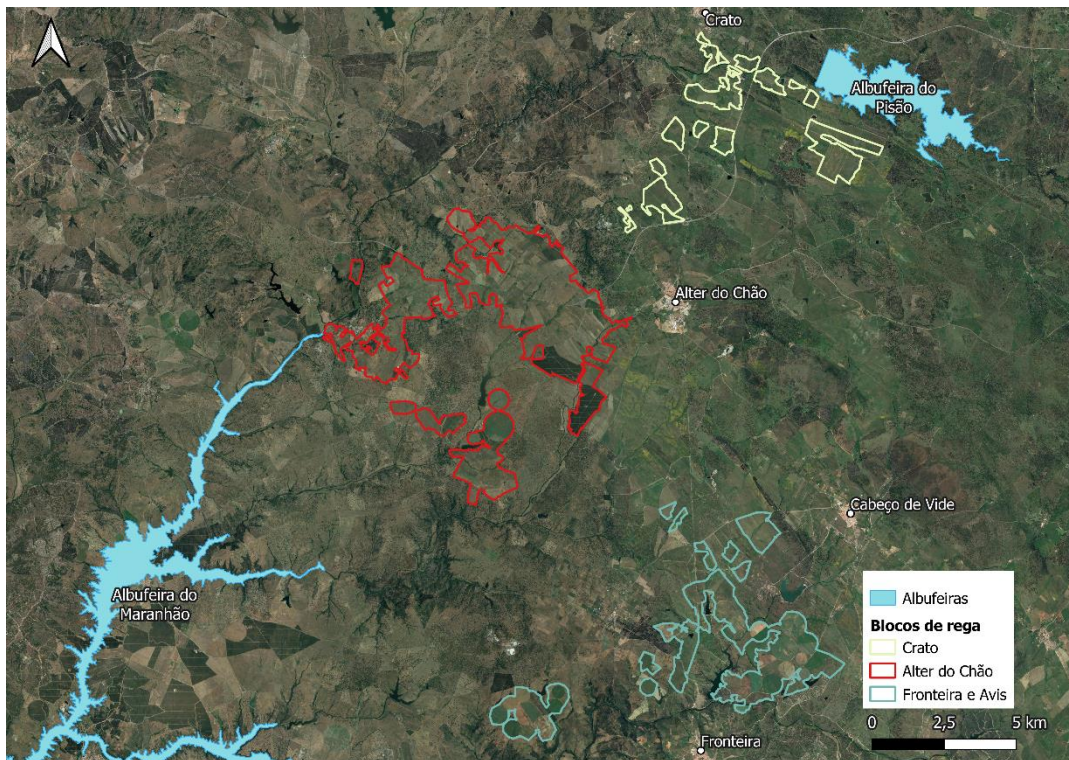 Crato
Albufeira do
Pisão
Alter do Chão
Cabeço de Vide
Albufeira do
Maranhão
Fronteira
Albufeiras
Blocos de rega
Crato
Alter do Chão
Fronteira e Avis
0 2,5 5 km